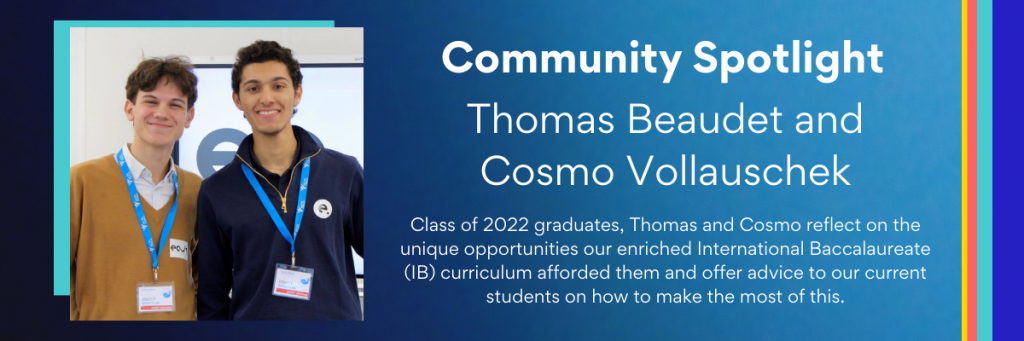 Community Spotlight
Thomas Beaudet and
Cosmo Vollauschek
Class of 2022 graduates, Thomas and Cosmo reflect on the
unique opportunities our enriched International Baccalaureate
(IB) curriculum afforded them and offer advice to our current
students on how to make the most of this.